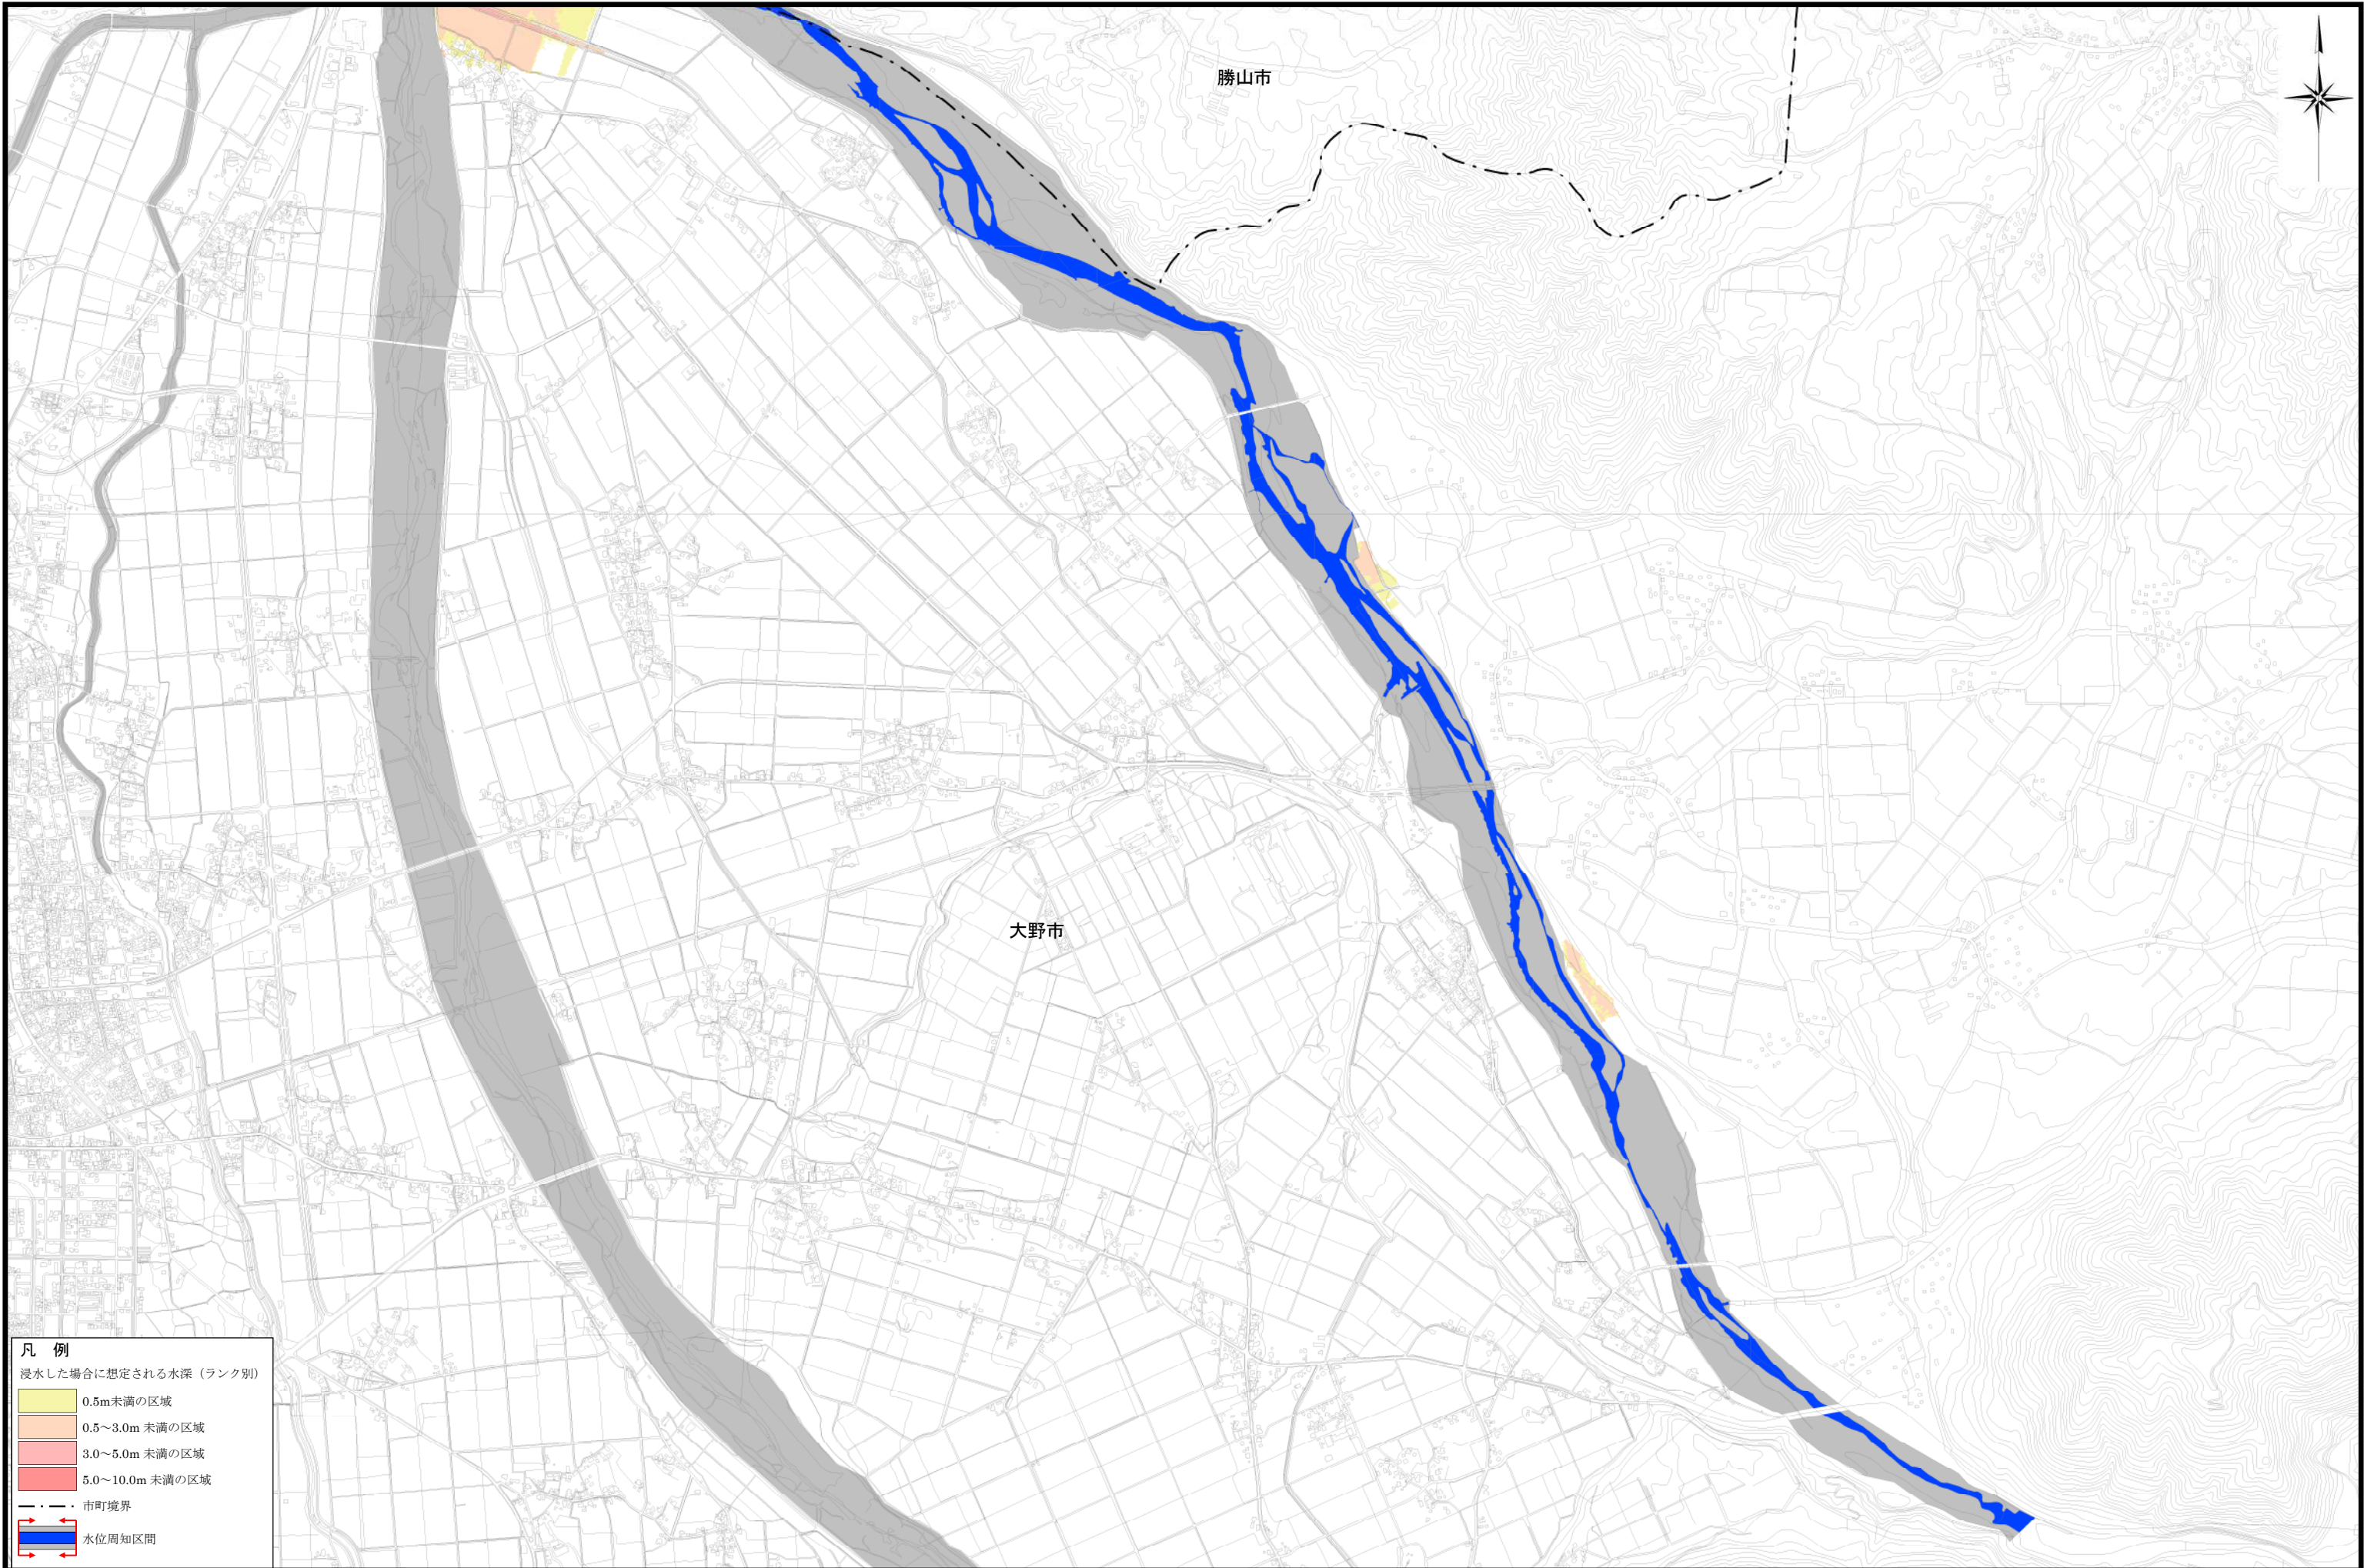 勝山市
大野市
凡 例
浸水した場合に想定される水深（ランク別）
0.5m未満の区域
0.5～3.0m 未満の区域
3.0～5.0m 未満の区域
5.0～10.0m 未満の区域
市町境界
水位周知区間